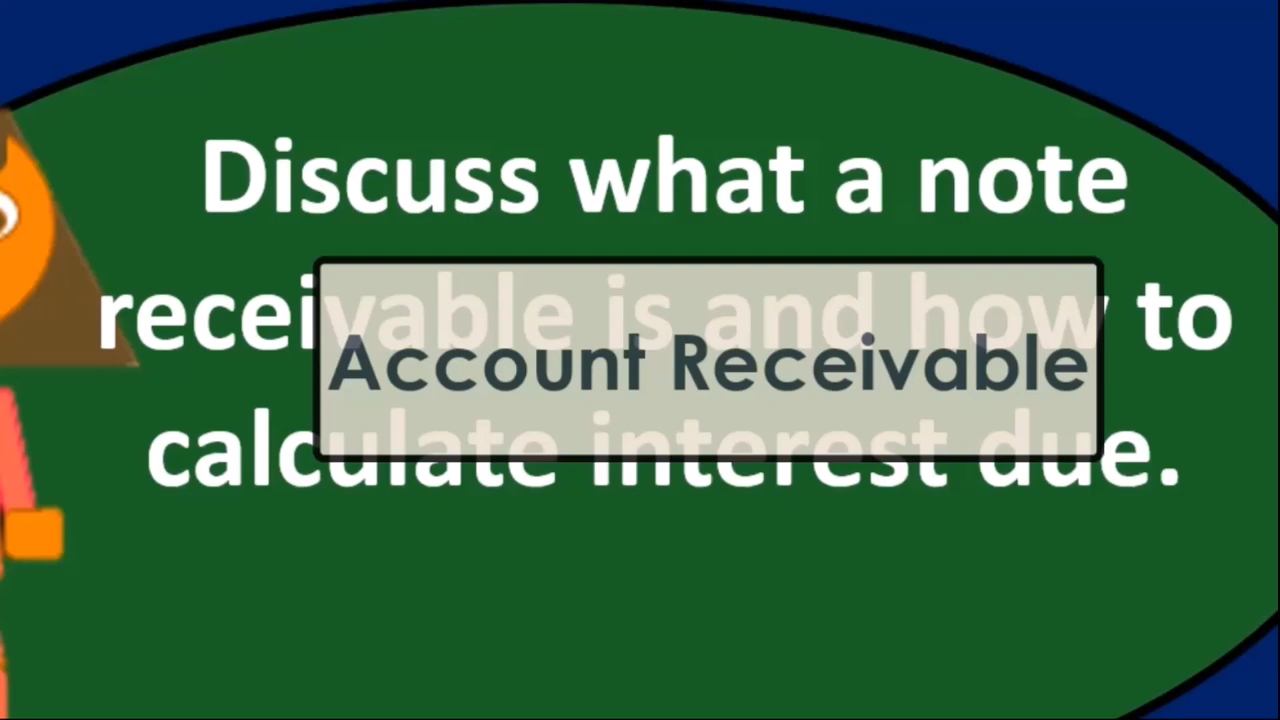 Discuss what a note
receivable is and how to
Account Receivable
calculate interest due.